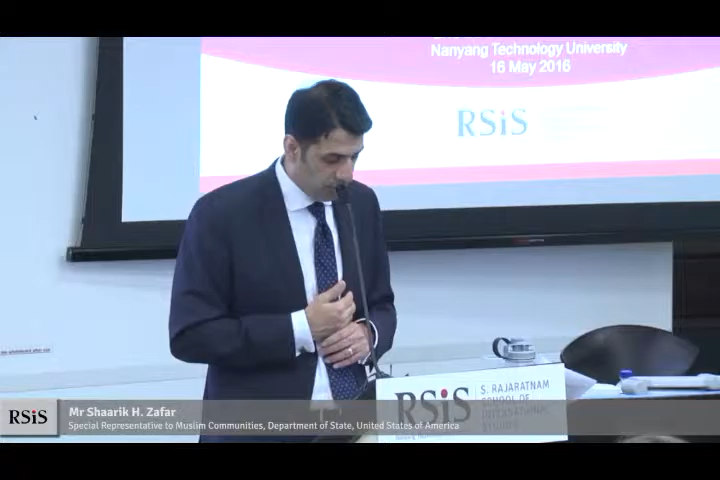 Nanyang Technology University
16 May 2016
RSiS
RSiS
S. RAJARATNAM
SCHOOL OF
INTERNATIONAL
STUDIES
RSiS
Mr Shaarik H. Zafar
Special Representative to Muslim Communities, Department of State, United States of America